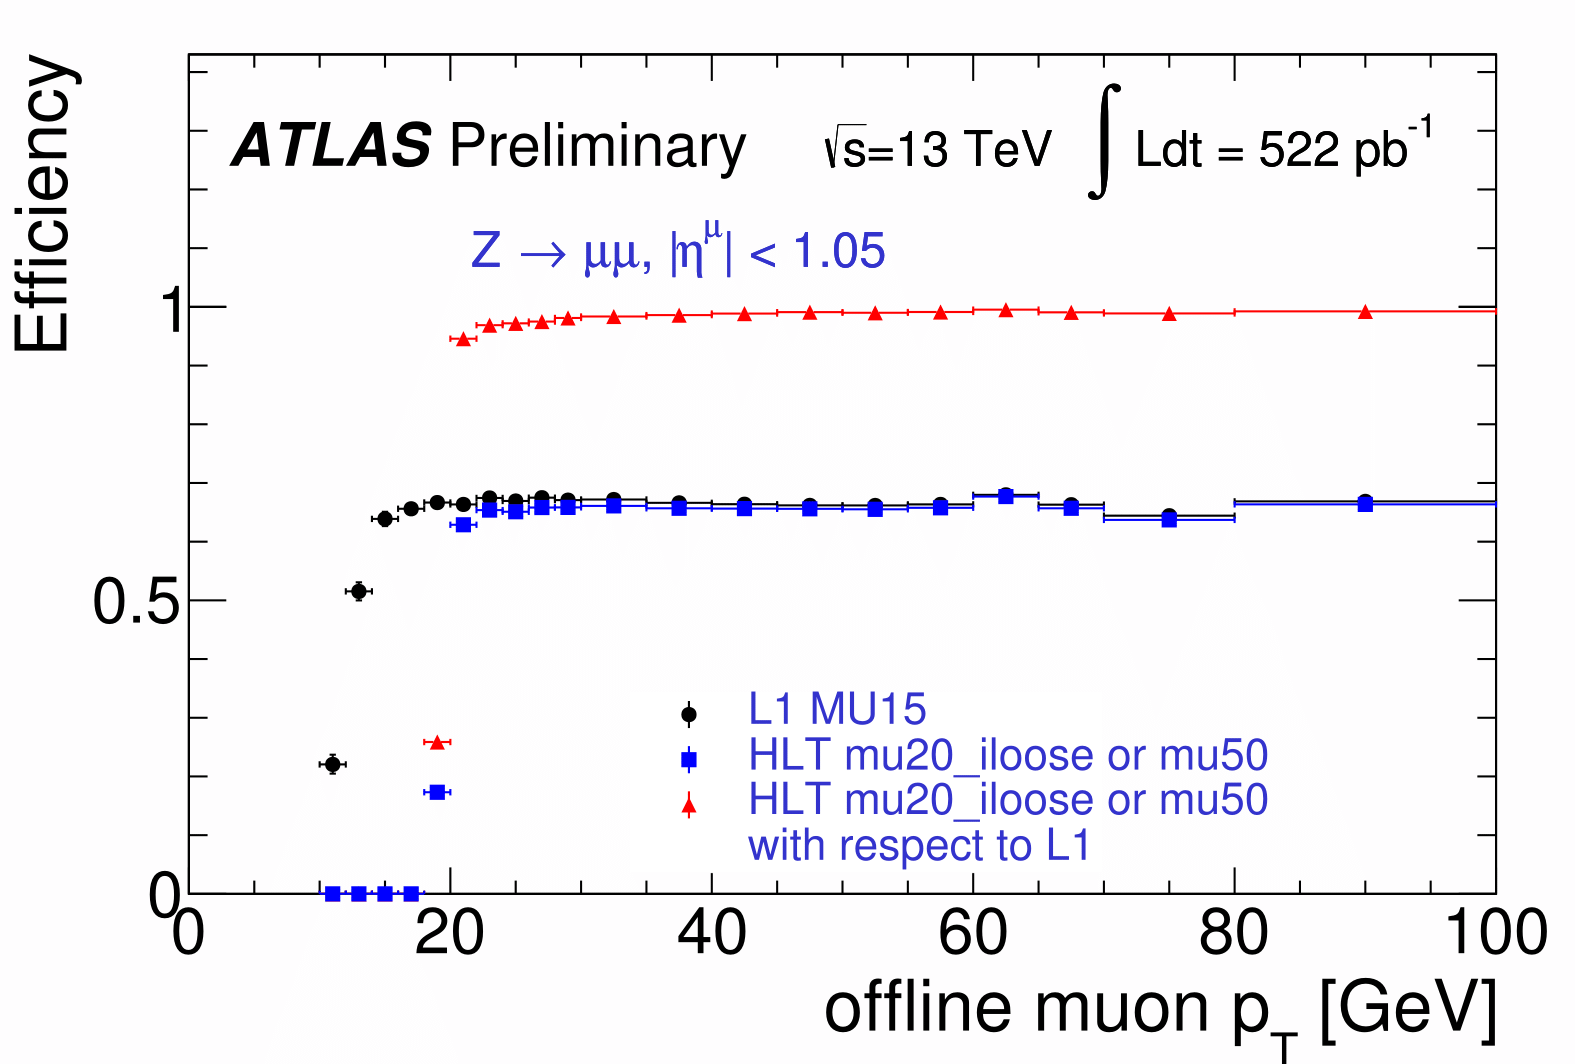 Efficiency
ATLAS Preliminary √s=13 TeV ∫ Ldt = 522 pb⁻¹
Z → μμ, |η^μ| < 1.05
1
0.5
0
L1 MU15
HLT mu20_iloose or mu50
HLT mu20_iloose or mu50
with respect to L1
0 20 40 60 80 100
offline muon p_T [GeV]